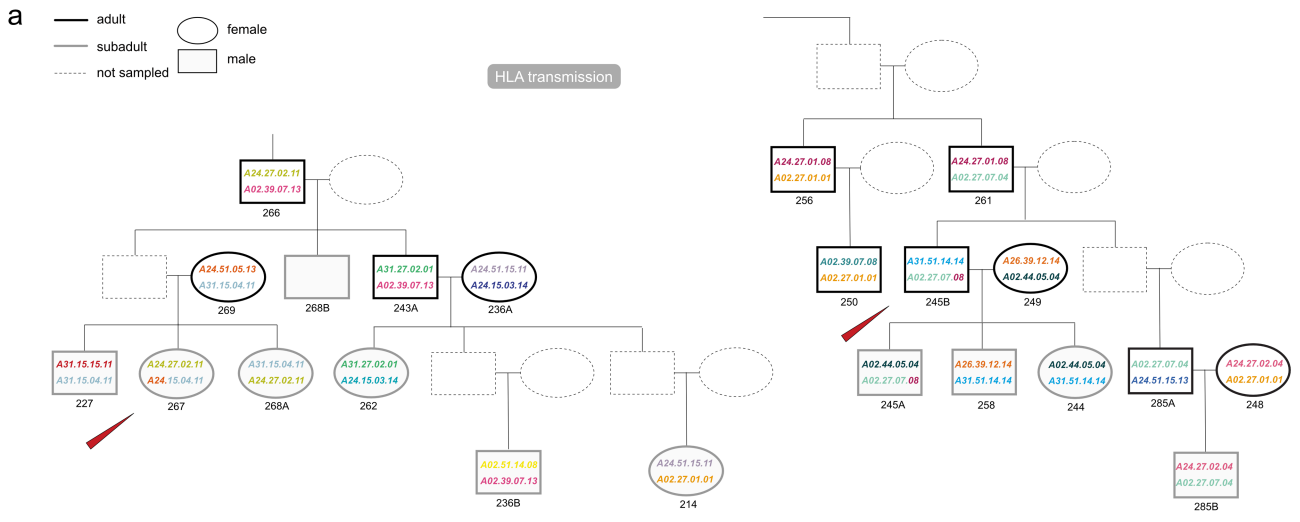 a
adult
subadult
not sampled
female
male
HLA transmission
A24.27.02.11
A02.39.07.13
266
A24.51.05.13
A31.15.04.11
269
268B
A31.27.02.01
A02.39.07.13
243A
A24.51.15.11
A24.15.03.14
236A
A31.15.15.11
A31.15.04.11
227
A24.27.02.11
A24.15.04.11
267
A31.15.04.11
A24.27.02.11
268A
A31.27.02.01
A24.15.03.14
262
A02.51.14.08
A02.39.07.13
236B
A24.51.15.11
A02.27.01.01
214
A24.27.01.08
A02.27.01.01
256
A24.27.01.08
A02.27.07.04
261
A02.39.07.08
A02.27.01.01
250
A31.51.14.14
A02.27.07.08
245B
A26.39.12.14
A02.44.05.04
249
A02.44.05.04
A02.27.07.08
245A
A26.39.12.14
A31.51.14.14
258
A02.44.05.04
A31.51.14.14
244
A02.27.07.04
A24.51.15.13
285A
A24.27.02.04
A02.27.01.01
248
A24.27.02.04
A02.27.07.04
285B